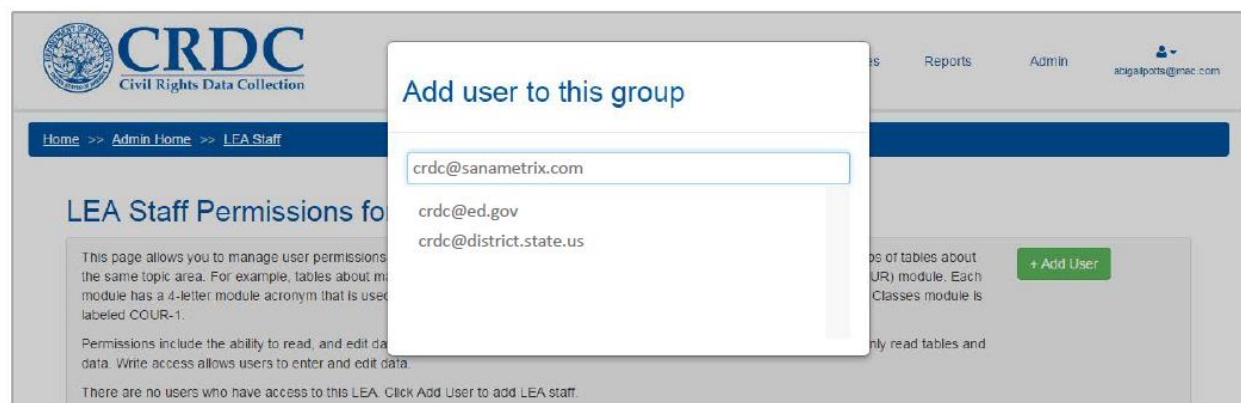 CRDC
Civil Rights Data Collection
Reports
Admin
abigailpotts@mac.com
Home >> Admin Home >> LEA Staff
Add user to this group
crdc@sanametrix.com
crdc@ed.gov
crdc@district.state.us
LEA Staff Permissions fo
This page allows you to manage user permissions ps of tables about
the same topic area. For example, tables about ma UR) module. Each
module has a 4-letter module acronym that is used Classes module is
labeled COUR-1.
+ Add User
Permissions include the ability to read, and edit da nly read tables and
data. Write access allows users to enter and edit data.
There are no users who have access to this LEA. Click Add User to add LEA staff.